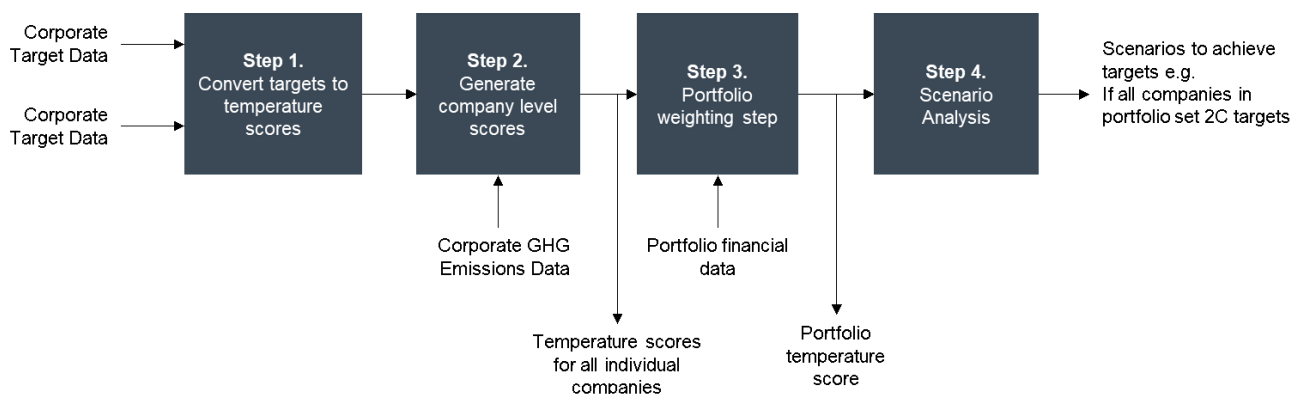 Corporate
Target Data
Corporate
Target Data
Step 1.
Convert targets to
temperature
scores
Step 2.
Generate
company level
scores
Step 3.
Portfolio
weighting step
Step 4.
Scenario
Analysis
Scenarios to achieve
targets e.g.
If all companies in
portfolio set 2C targets
Corporate GHG
Emissions Data
Portfolio financial
data
Temperature scores
for all individual
companies
Portfolio
temperature
score